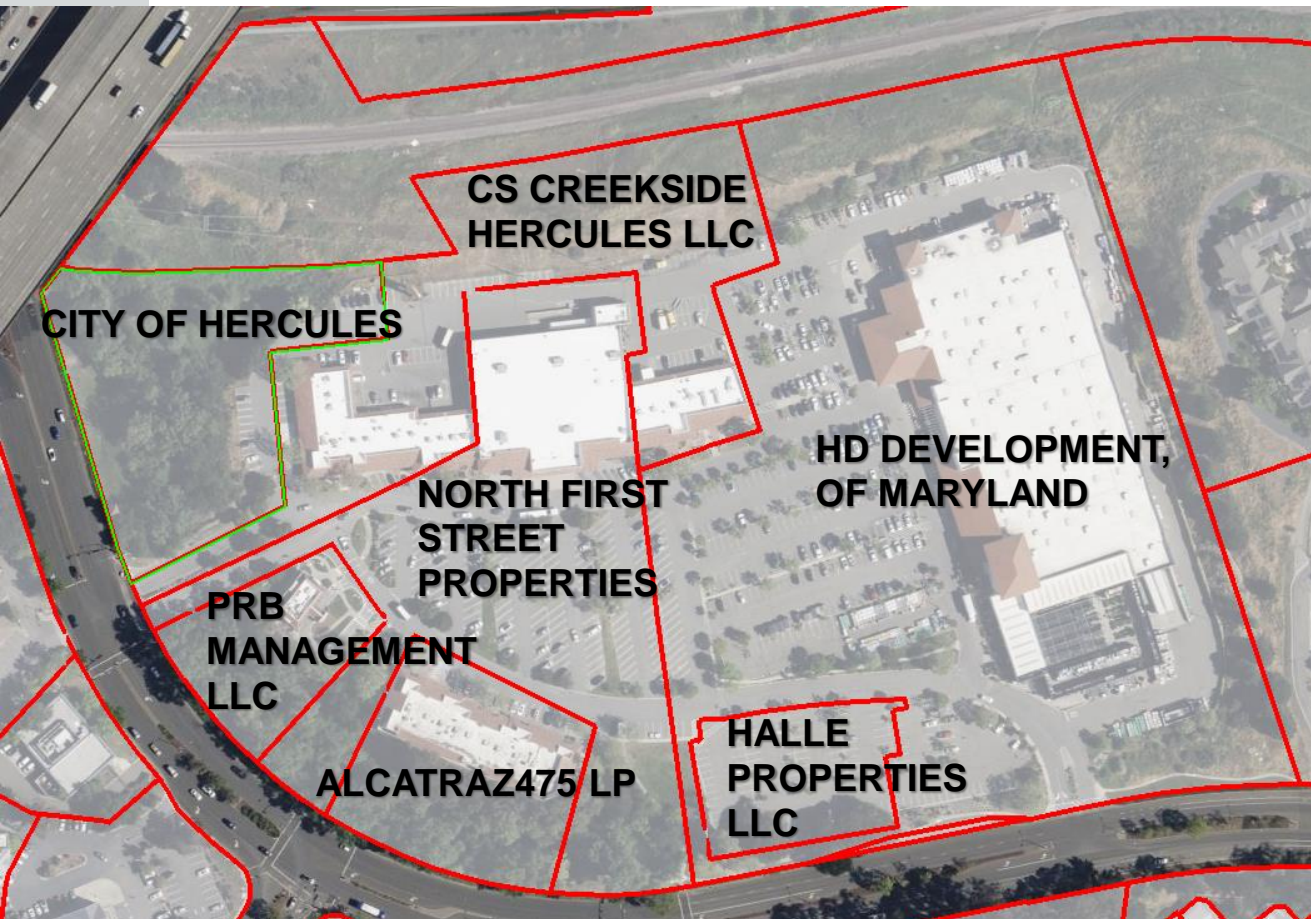 CS CREEKSIDE
HERCULES LLC
CITY OF HERCULES
HD DEVELOPMENT,
OF MARYLAND
NORTH FIRST
STREET
PROPERTIES
PRB
MANAGEMENT
LLC
HALLE
PROPERTIES
LLC
ALCATRAZ475 LP